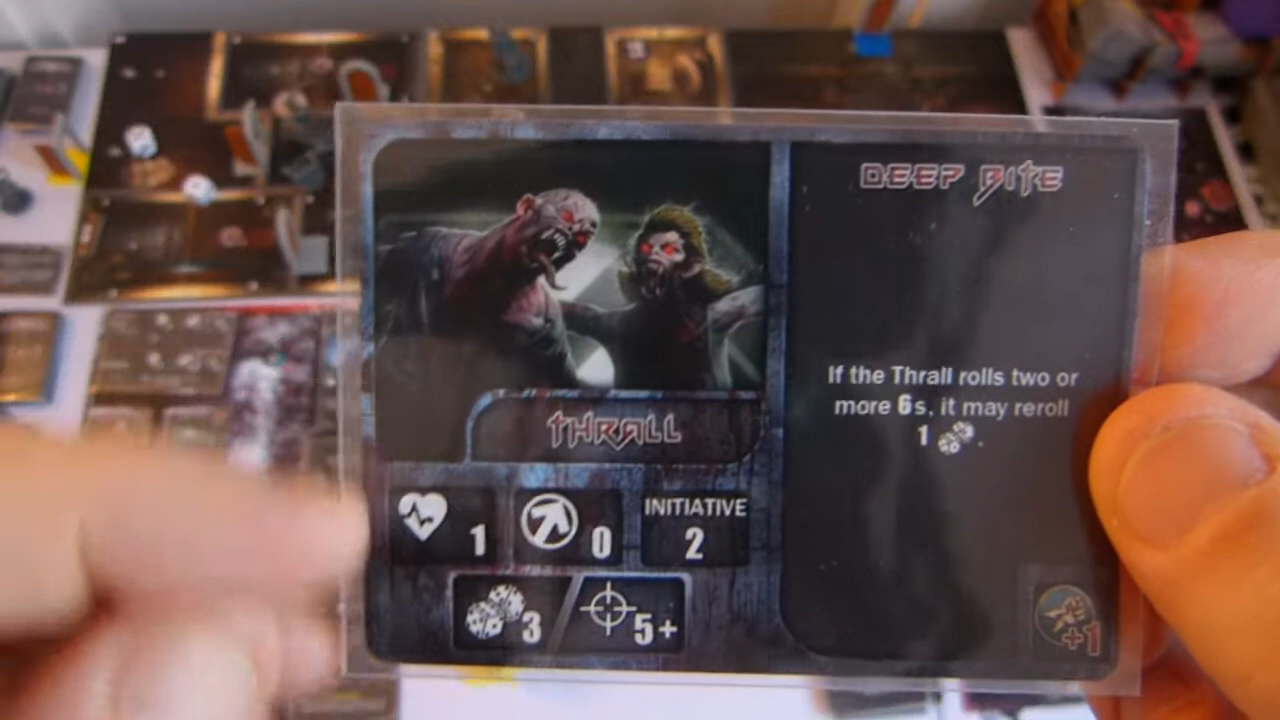 DEEP BITE
If the Thrall rolls two or
more 6s, it may reroll
1 .
THRALL
1
0
INITIATIVE
2
3
5+
+1